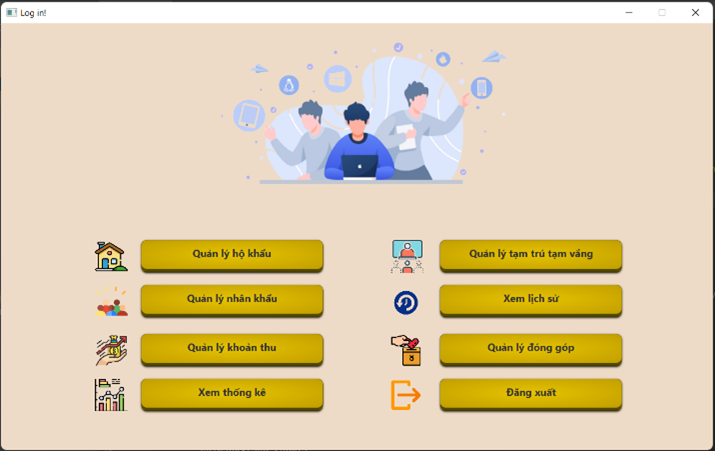 Log in!
Quản lý hộ khẩu
Quản lý tạm trú tạm vắng
Quản lý nhân khẩu
Xem lịch sử
Quản lý khoản thu
Quản lý đóng góp
Xem thống kê
Đăng xuất